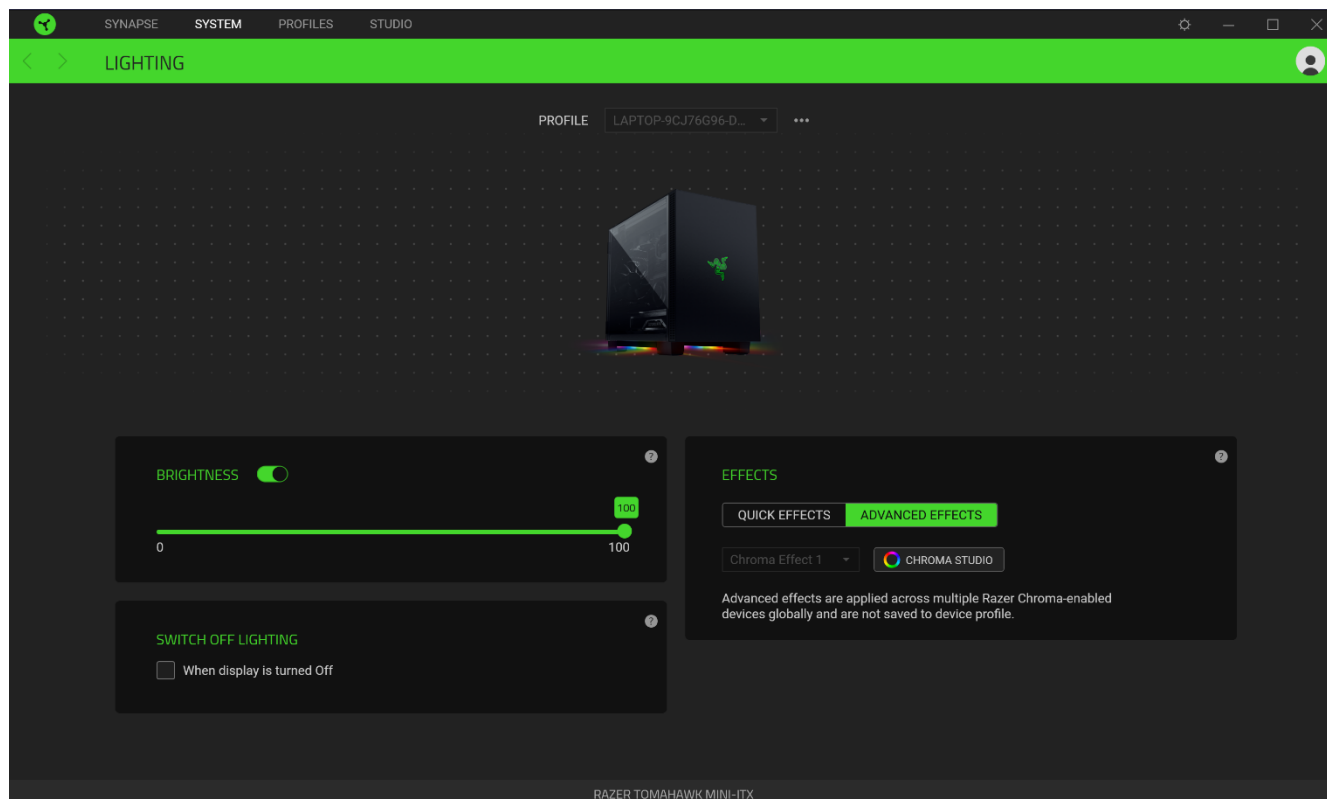 SYNAPSE SYSTEM PROFILES STUDIO
LIGHTING
PROFILE LAPTOP-9CJ76G96-D... •••
BRIGHTNESS
100
0 100
SWITCH OFF LIGHTING
When display is turned Off
EFFECTS
QUICK EFFECTS ADVANCED EFFECTS
Chroma Effect 1 CHROMA STUDIO
Advanced effects are applied across multiple Razer Chroma-enabled
devices globally and are not saved to device profile.
RAZER TOMAHAWK MINI-ITX